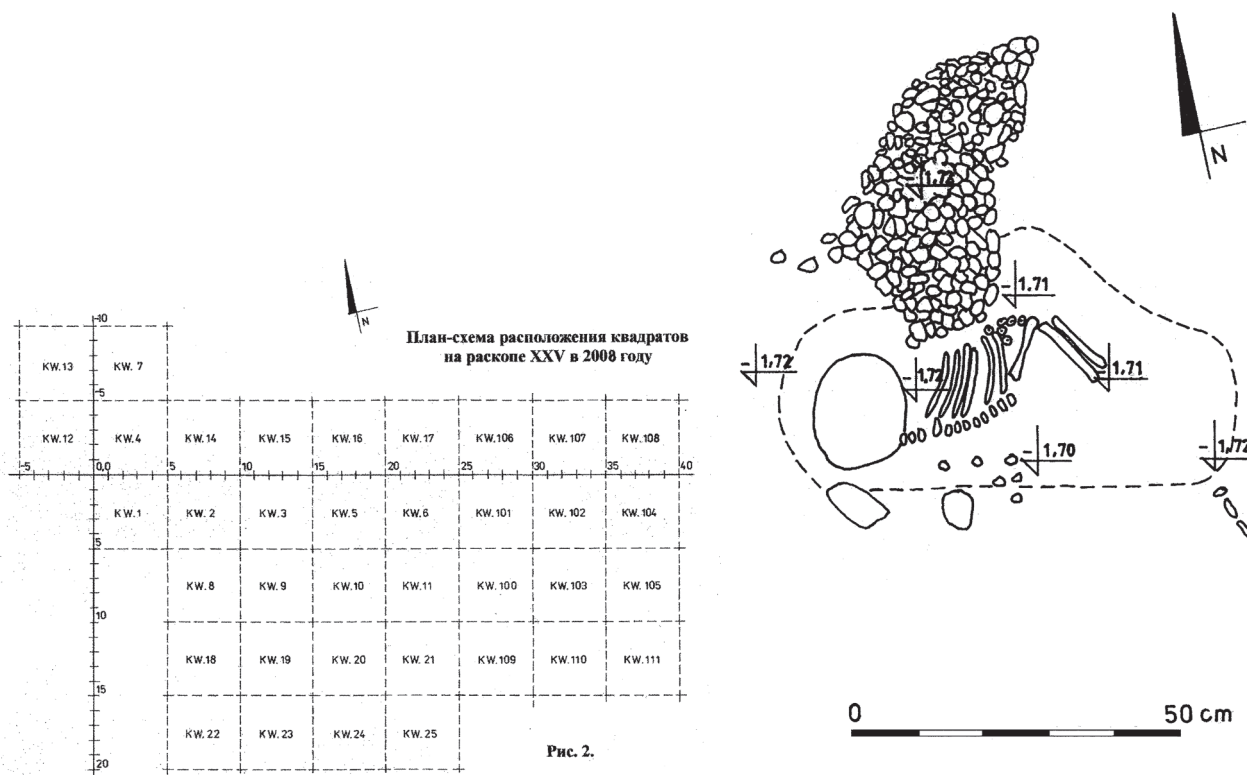 План-схема расположения квадратов
на раскопе XXV в 2008 году
N
10
KW.13 KW. 7
5
KW.12 KW.4 KW.14 KW.15 KW.16 KW.17 KW.106 KW.107 KW.108
-5 0,0 5 10 15 20 25 30 35 40
KW.1 KW. 2 KW. 3 KW. 5 KW. 6 KW. 101 KW. 102 KW. 104
5
KW. 8 KW. 9 KW. 10 KW. 11 KW. 100 KW. 103 KW. 105
10
KW. 18 KW. 19 KW. 20 KW. 21 KW. 109 KW. 110 KW. 111
15
KW. 22 KW. 23 KW. 24 KW. 25
20
Рис. 2.
N
-1,72
-1,71
-1,72
-1,72
-1,71
-1,70
-1,72
0 50 cm